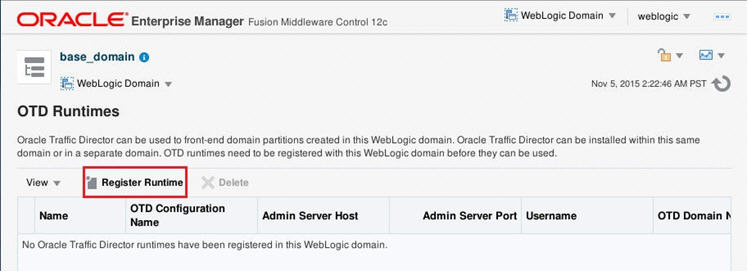 ORACLE Enterprise Manager Fusion Middleware Control 12c WebLogic Domain weblogic
base_domain
WebLogic Domain Nov 5, 2015 2:22:46 AM PST
OTD Runtimes
Oracle Traffic Director can be used to front-end domain partitions created in this WebLogic domain. Oracle Traffic Director can be installed within this same
domain or in a separate domain. OTD runtimes need to be registered with this WebLogic domain before they can be used.
View Register Runtime Delete
Name OTD Configuration Name Admin Server Host Admin Server Port Username OTD Domain N
No Oracle Traffic Director runtimes have been registered in this WebLogic domain.